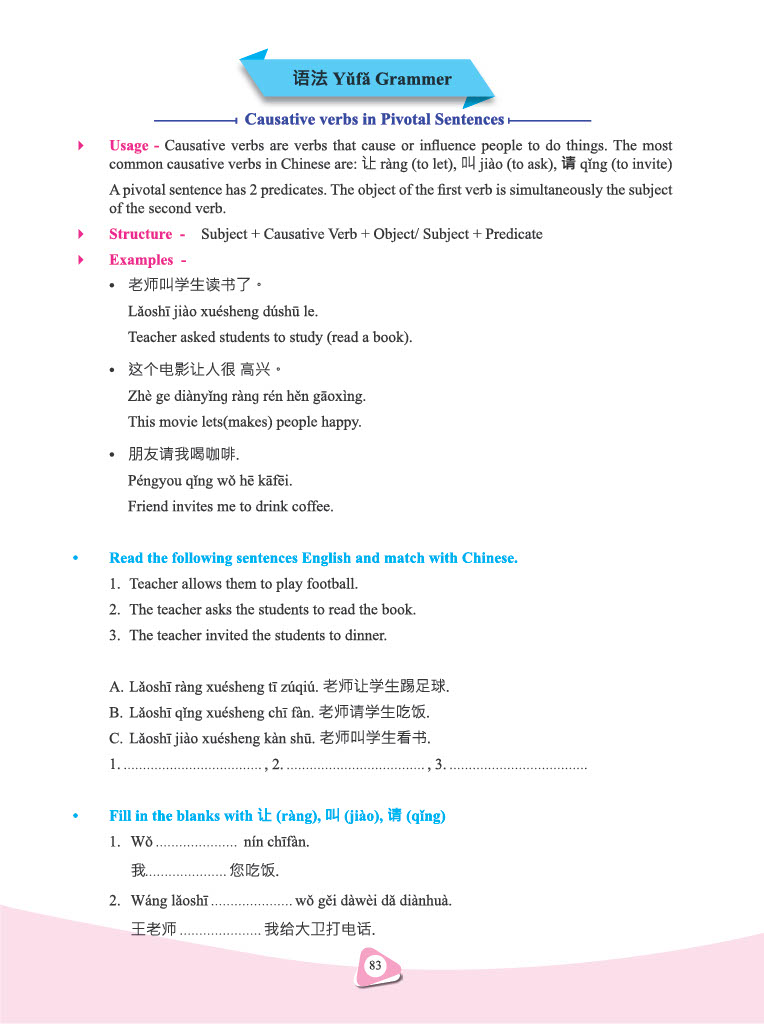 语法 Yǔfǎ Grammer
Causative verbs in Pivotal Sentences
Usage - Causative verbs are verbs that cause or influence people to do things. The most
common causative verbs in Chinese are: 让 ràng (to let), 叫 jiào (to ask), 请 qǐng (to invite)
A pivotal sentence has 2 predicates. The object of the first verb is simultaneously the subject
of the second verb.
Structure - Subject + Causative Verb + Object/ Subject + Predicate
Examples -
• 老师叫学生读书了。
Lǎoshī jiào xuésheng dúshū le.
Teacher asked students to study (read a book).
• 这个电影让人很 高兴。
Zhè ge diànyǐng ràng rén hěn gāoxìng.
This movie lets(makes) people happy.
• 朋友请我喝咖啡.
Péngyou qǐng wǒ hē kāfēi.
Friend invites me to drink coffee.
• Read the following sentences English and match with Chinese.
1. Teacher allows them to play football.
2. The teacher asks the students to read the book.
3. The teacher invited the students to dinner.
A. Lǎoshī ràng xuésheng tī zúqiú. 老师让学生踢足球.
B. Lǎoshī qǐng xuésheng chī fàn. 老师请学生吃饭.
C. Lǎoshī jiào xuésheng kàn shū. 老师叫学生看书.
1. .................................... , 2. .................................... , 3. ....................................
• Fill in the blanks with 让 (ràng), 叫 (jiào), 请 (qǐng)
1. Wǒ ..................... nín chīfàn.
我..................... 您吃饭.
2. Wáng lǎoshī ..................... wǒ gěi dàwèi dǎ diànhuà.
王老师 ..................... 我给大卫打电话.
83